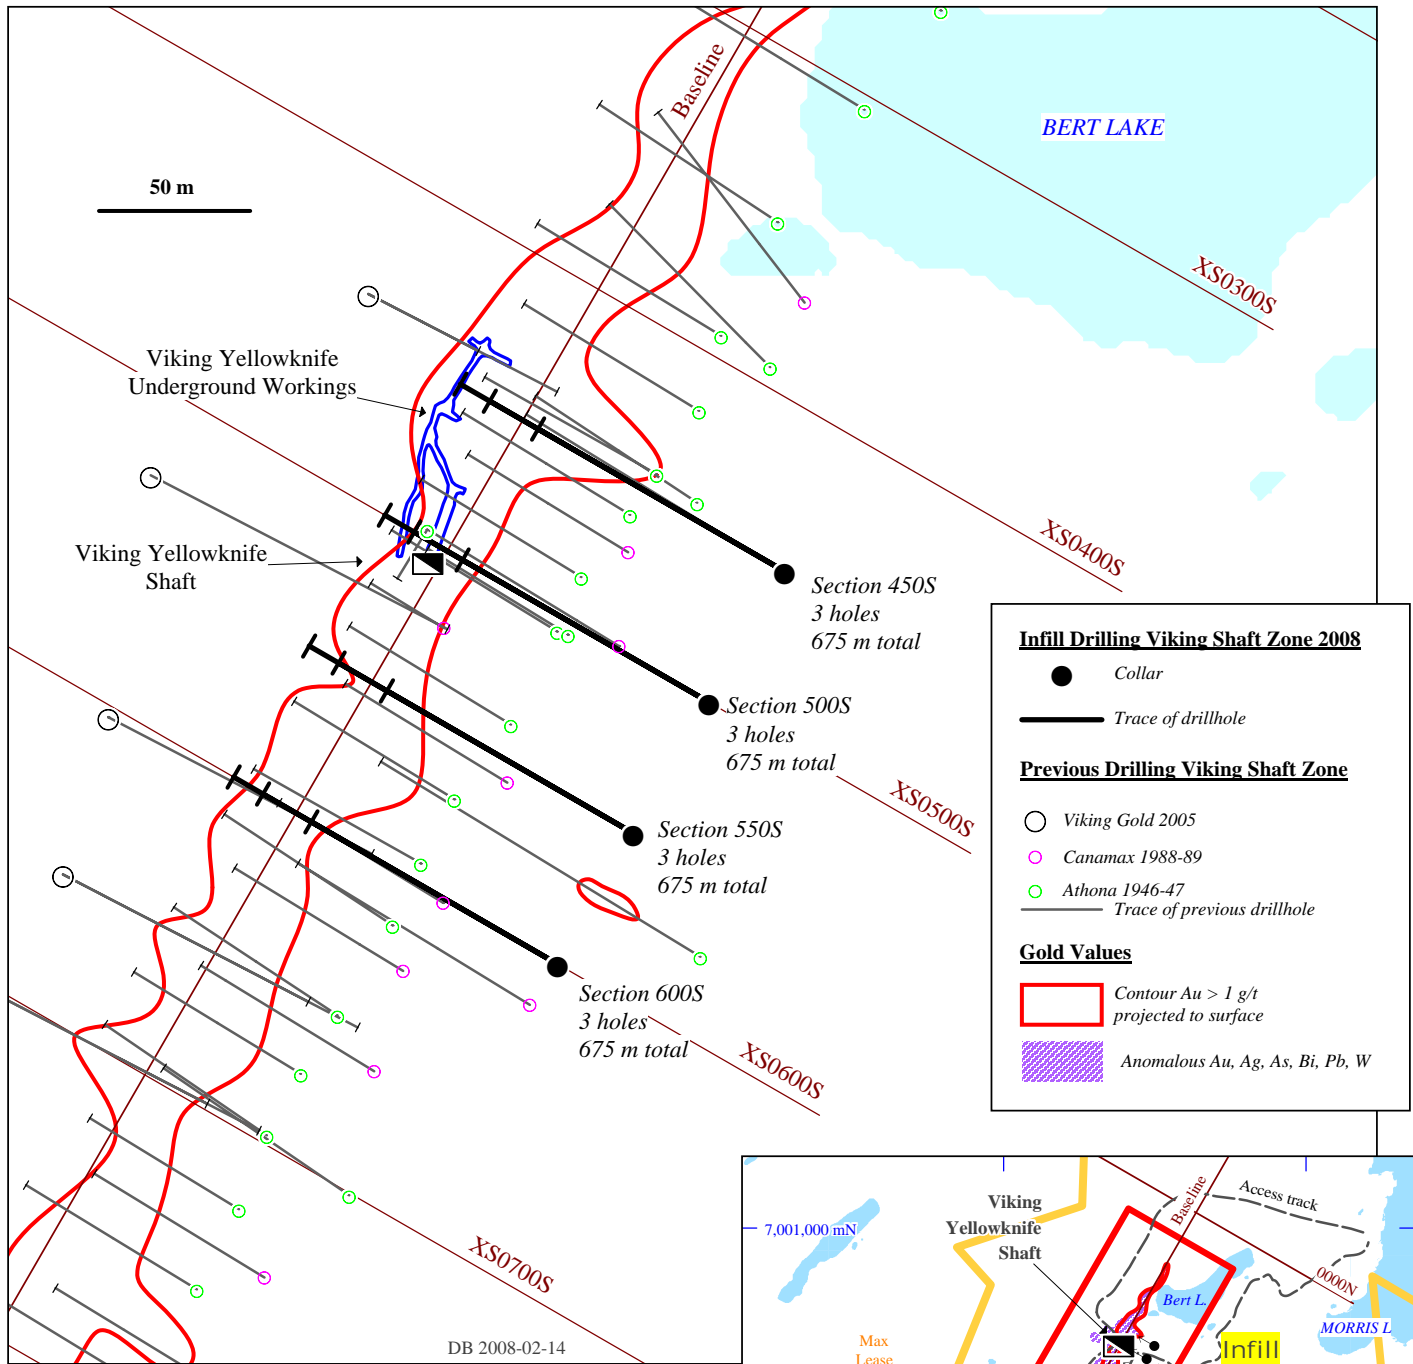 Baseline
BERT LAKE
50 m
XS0300S
Viking Yellowknife
Underground Workings
XS0400S
Viking Yellowknife
Shaft
Section 450S
3 holes
675 m total
Section 500S
3 holes
675 m total
XS0500S
Section 550S
3 holes
675 m total
Section 600S
3 holes
675 m total
XS0600S
XS0700S
DB 2008-02-14
Infill Drilling Viking Shaft Zone 2008
Collar
Trace of drillhole
Previous Drilling Viking Shaft Zone
Viking Gold 2005
Canamax 1988-89
Athona 1946-47
Trace of previous drillhole
Gold Values
Contour Au > 1 g/t
projected to surface
Anomalous Au, Ag, As, Bi, Pb, W
7,001,000 mN
Viking
Yellowknife
Shaft
Baseline
Access track
0000N
Bert L.
MORRIS L
Infill
Max
Lease